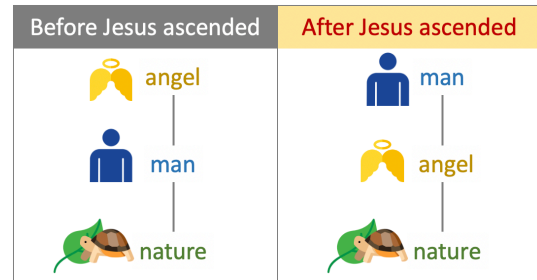 Before Jesus ascended
After Jesus ascended
angel
man
nature
man
angel
nature